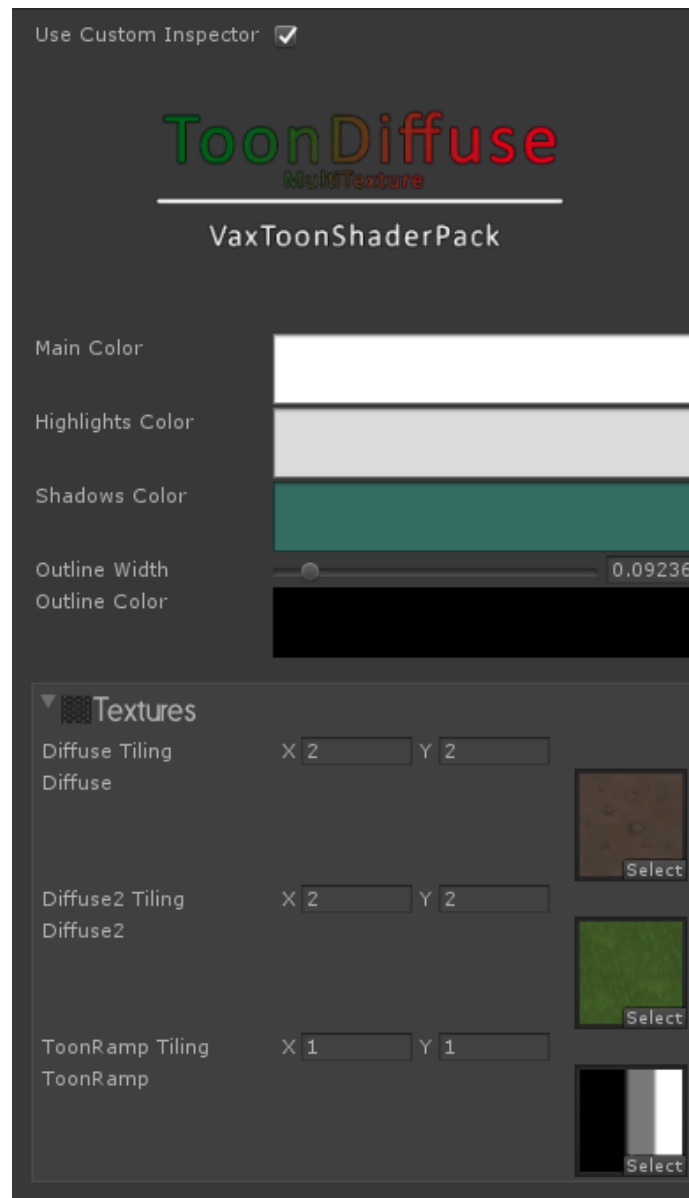 Use Custom Inspector
ToonDiffuse
MultiTexture
VaxToonShaderPack
Main Color
Highlights Color
Shadows Color
Outline Width 0.09236
Outline Color
Textures
Diffuse Tiling X 2 Y 2
Diffuse
Select
Diffuse2 Tiling X 2 Y 2
Diffuse2
Select
ToonRamp Tiling X 1 Y 1
ToonRamp
Select